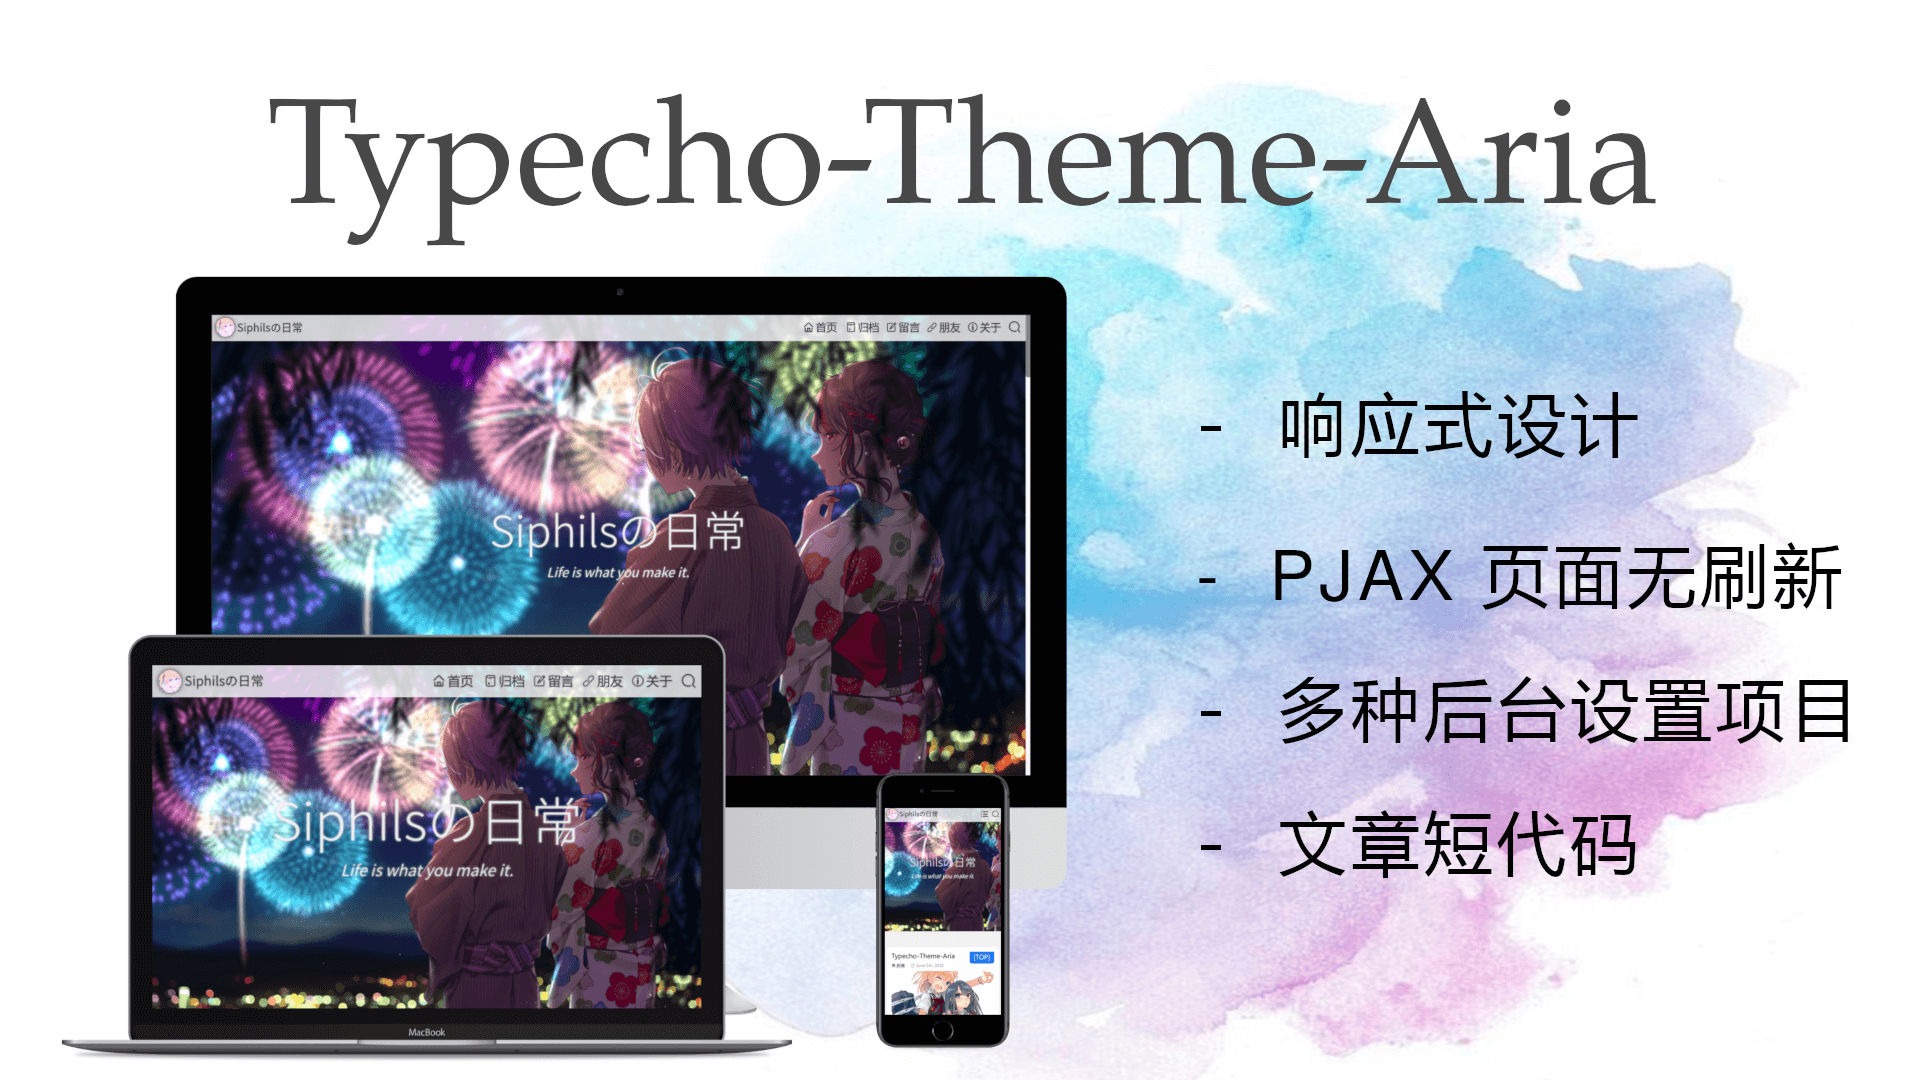 Typecho-Theme-Aria
Siphilsの日常 首页 归档 留言 朋友 关于
Siphilsの日常
Life is what you make it.
- 响应式设计
- PJAX 页面无刷新
- 多种后台设置项目
- 文章短代码
Siphilsの日常 首页 归档 留言 朋友 关于
Siphilsの日常
Life is what you make it.
MacBook
Siphilsの日常
Siphilsの日常
Life is what you make it.
Typecho-Theme-Aria [TOP]